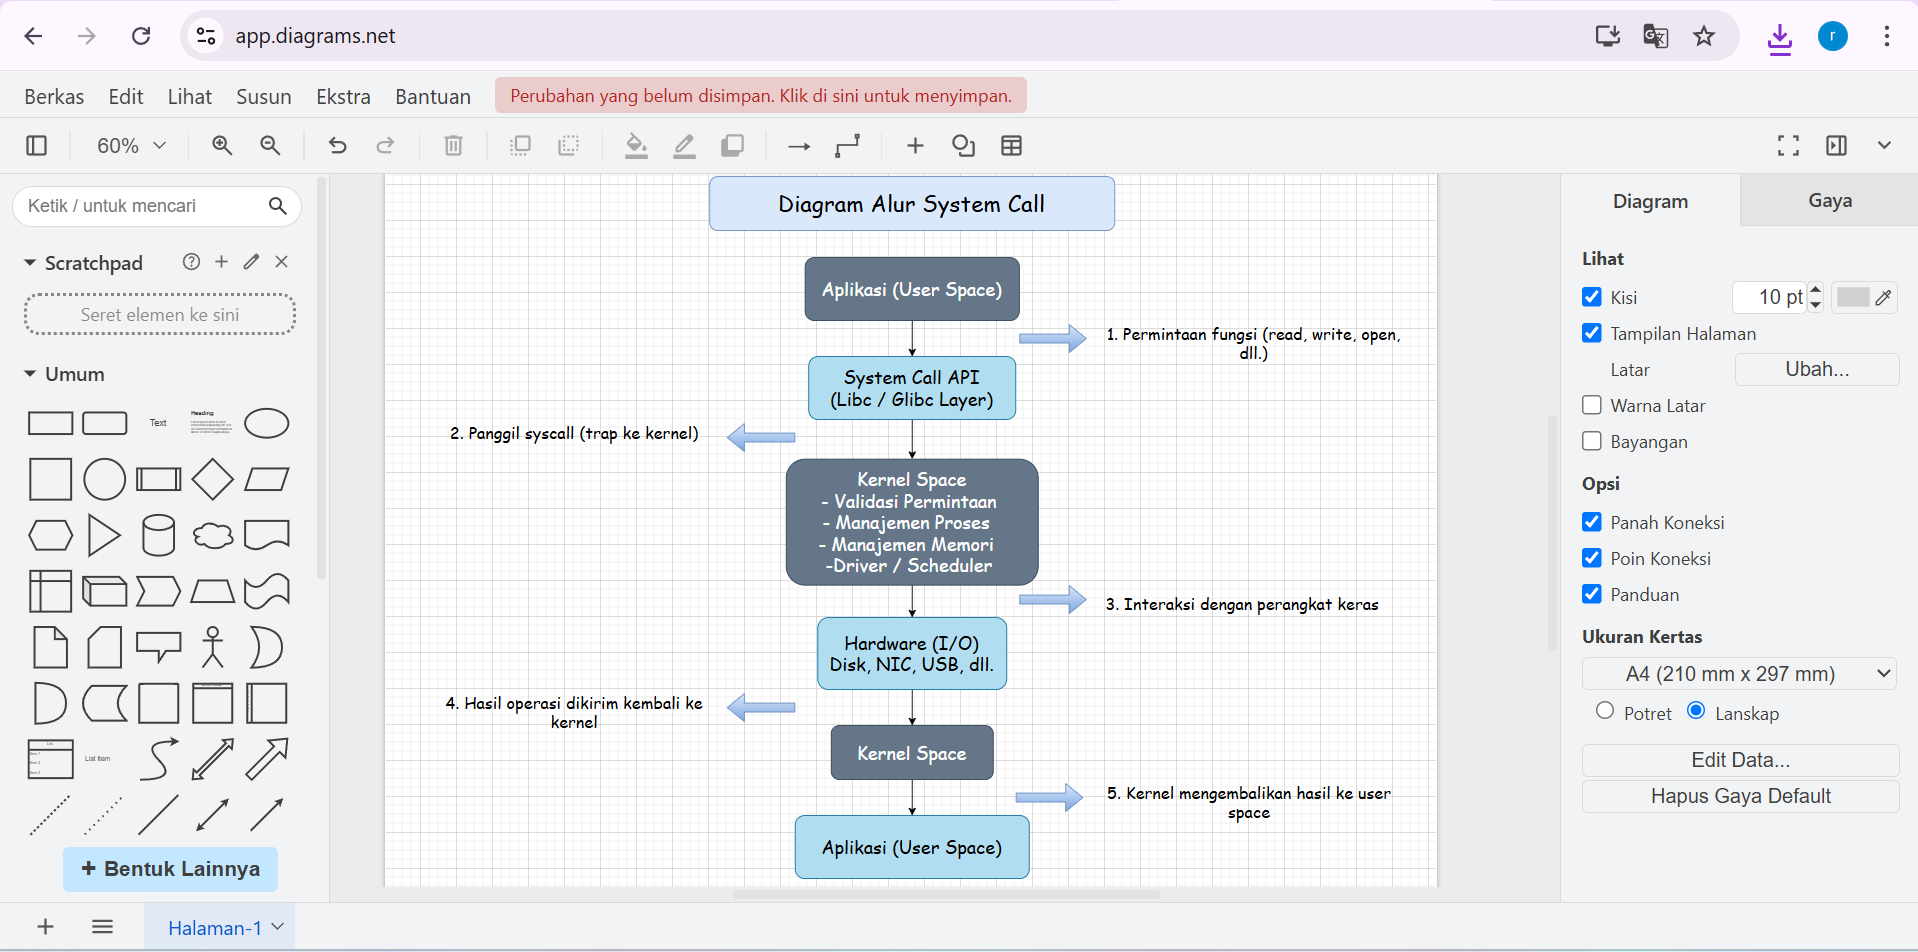 app.diagrams.net
r
Berkas Edit Lihat Susun Ekstra Bantuan Perubahan yang belum disimpan. Klik di sini untuk menyimpan.
60%
Ketik / untuk mencari
Scratchpad
Seret elemen ke sini
Umum
Text
Heading
List
List Item
+ Bentuk Lainnya
Diagram Alur System Call
Aplikasi (User Space)
1. Permintaan fungsi (read, write, open,
dll.)
System Call API
(Libc / Glibc Layer)
2. Panggil syscall (trap ke kernel)
Kernel Space
- Validasi Permintaan
- Manajemen Proses
- Manajemen Memori
-Driver / Scheduler
3. Interaksi dengan perangkat keras
Hardware (I/O)
Disk, NIC, USB, dll.
4. Hasil operasi dikirim kembali ke
kernel
Kernel Space
5. Kernel mengembalikan hasil ke user
space
Aplikasi (User Space)
Diagram Gaya
Lihat
Kisi 10 pt
Tampilan Halaman
Latar Ubah...
Warna Latar
Bayangan
Opsi
Panah Koneksi
Poin Koneksi
Panduan
Ukuran Kertas
A4 (210 mm x 297 mm)
Potret Lanskap
Edit Data...
Hapus Gaya Default
Halaman-1